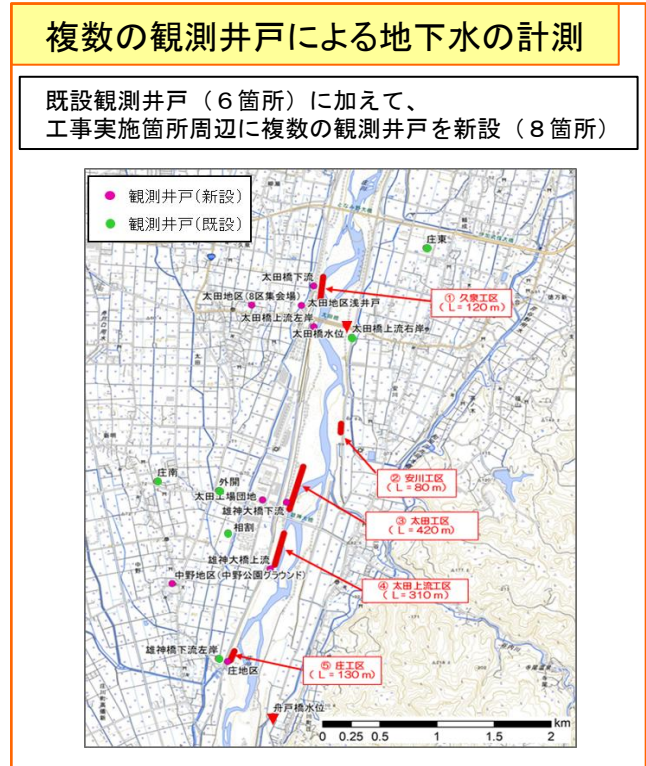 複数の観測井戸による地下水の計測
既設観測井戸（６箇所）に加えて、
工事実施箇所周辺に複数の観測井戸を新設（８箇所）
観測井戸(新設)
観測井戸(既設)
庄東
太田橋下流
太田地区(8区集会場)
太田地区浅井戸
① 久泉工区
(L=120m)
太田橋上流左岸
太田橋水位
太田橋上流右岸
② 安川工区
(L=80m)
庄南
外開
太田工場団地
雄神大橋下流
③ 太田工区
(L=420m)
相割
雄神大橋上流
中野地区(中野公園グラウンド)
④ 太田上流工区
(L=310m)
雄神橋下流左岸
庄地区
⑤ 庄工区
(L=130m)
舟戸橋水位
km
0 0.25 0.5 1 1.5 2